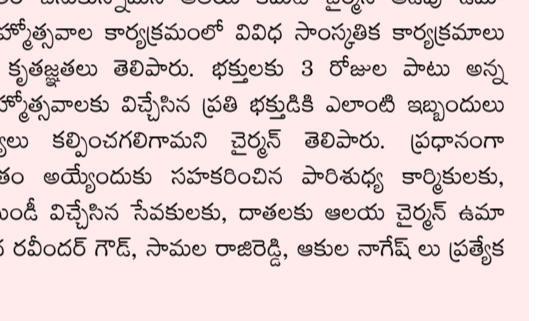 హ్మోత్సవాల కార్యక్రమంలో వివిధ సాంస్కృతిక కార్యక్రమాలు
కృతజ్ఞతలు తెలిపారు. భక్తులకు 3 రోజుల పాటు అన్న
హ్మోత్సవాలకు విచ్చేసిన ప్రతి భక్తుడికి ఎలాంటి ఇబ్బందులు
కల్పించగలిగామని చైర్మన్ తెలిపారు. ప్రధానంగా
తం అయ్యేందుకు సహకరించిన పారిశుధ్య కార్మికులకు,
విచ్చేసిన సేవకులకు, దాతలకు ఆలయ చైర్మన్ ఉమా
రవీందర్ గౌడ్, సామల రాజిరెడ్డి, ఆకుల నాగేష్ లు ప్రత్యేక